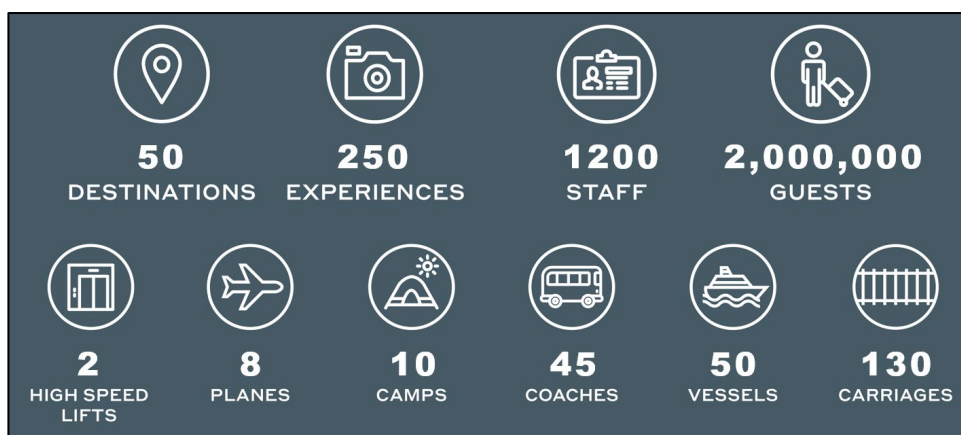 50 250 1200 2,000,000
DESTINATIONS EXPERIENCES STAFF GUESTS
2 8 10 45 50 130
HIGH SPEED PLANES CAMPS COACHES VESSELS CARRIAGES
LIFTS